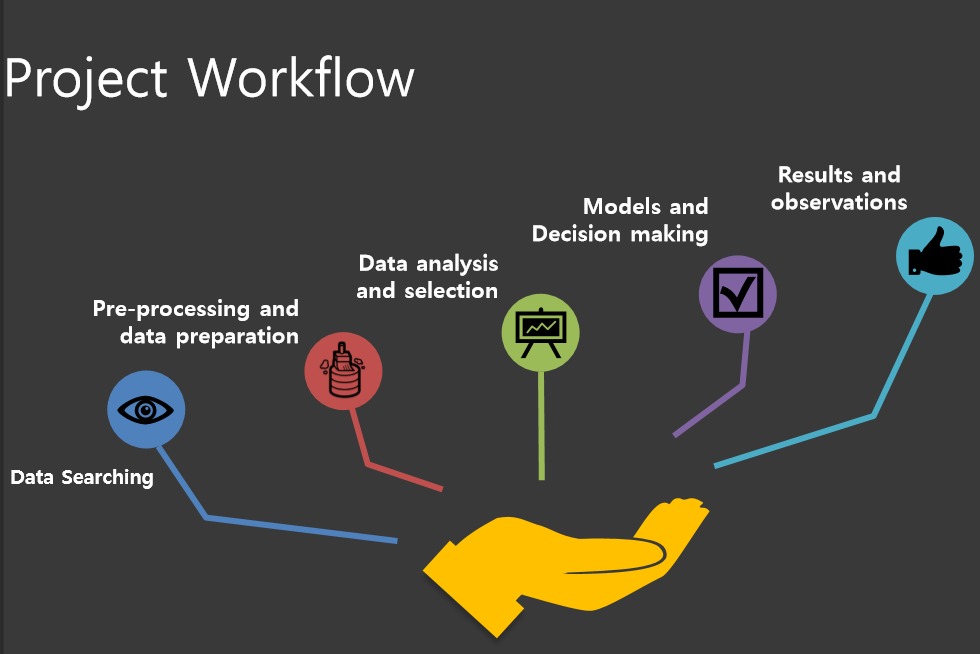 Project Workflow
Data Searching
Pre-processing and
data preparation
Data analysis
and selection
Models and
Decision making
Results and
observations